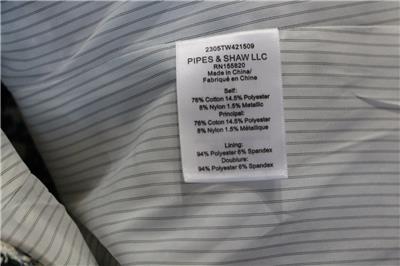 2305TW421509
PIPES & SHAW LLC
RN155820
Made in China/
Fabriqué en Chine
Self:
76% Cotton 14.5% Polyester
8% Nylon 1.5% Metallic
Principal:
76% Cotton 14.5% Polyester
8% Nylon 1.5% Métallique
Lining:
94% Polyester 6% Spandex
Doublure:
94% Polyester 6% Spandex